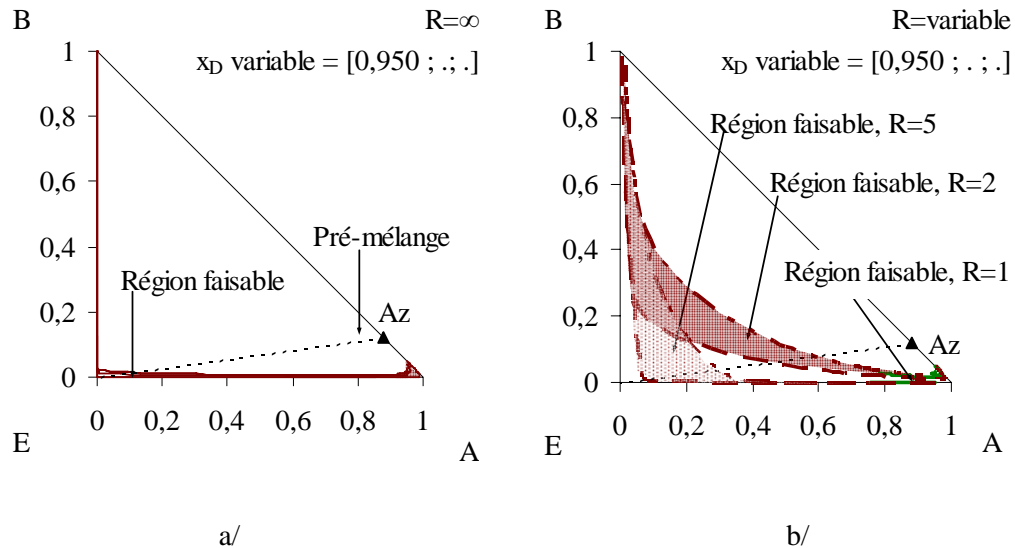 B
R=∞
1
x_D variable = [0,950 ; .; .]
0,8
0,6
Pré-mélange
0,4
Région faisable
0,2
Az
0
0
0,2
0,4
0,6
0,8
1
E
A
a/
B
R=variable
1
x_D variable = [0,950 ; . ; .]
0,8
Région faisable, R=5
0,6
Région faisable, R=2
0,4
Région faisable, R=1
0,2
Az
0
0
0,2
0,4
0,6
0,8
1
E
A
b/